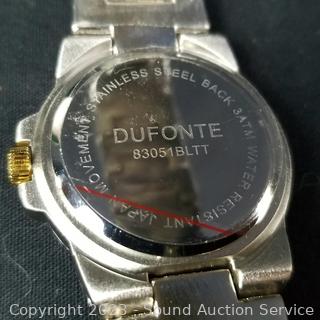 STAINLESS STEEL BACK 3ATM WATER RESISTANT JAPAN MOVEMENT
DUFONTE
83051BLTT
Copyright 2023 - Sound Auction Service